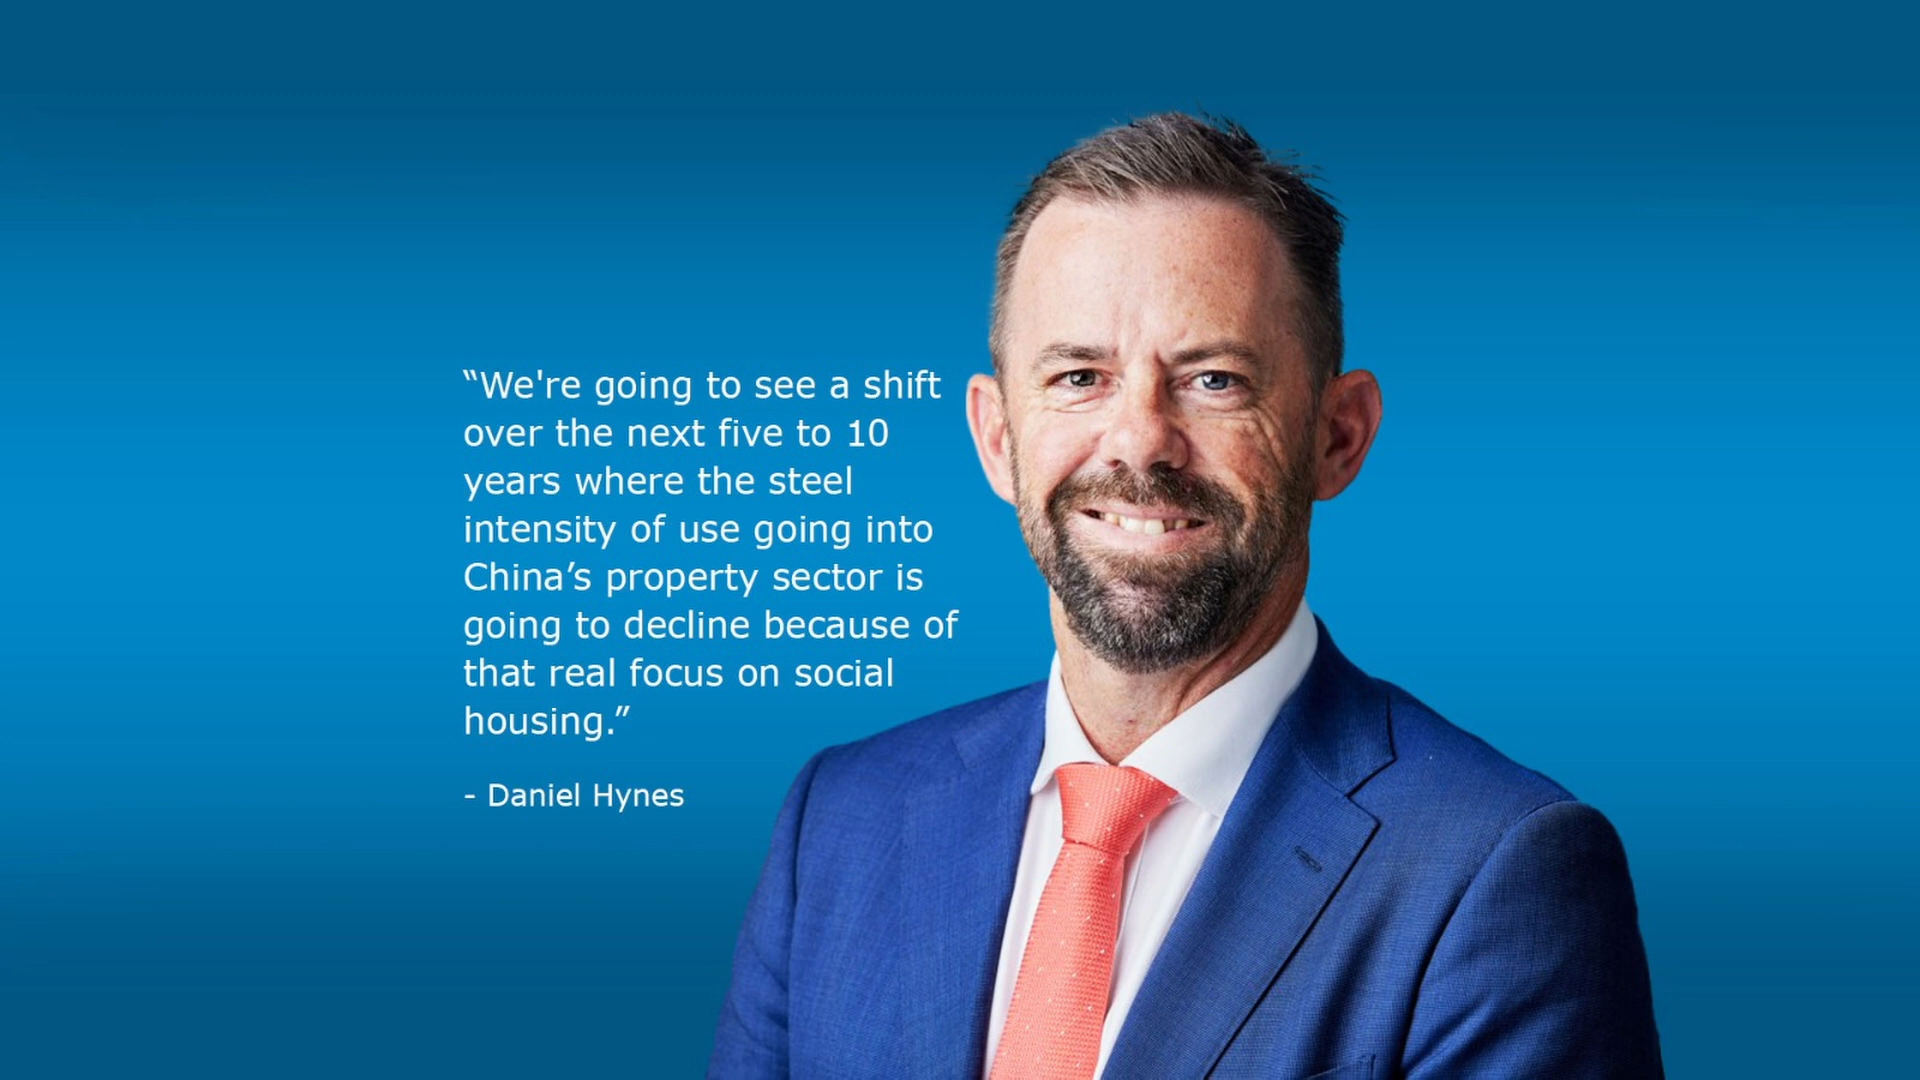 “We're going to see a shift
over the next five to 10
years where the steel
intensity of use going into
China’s property sector is
going to decline because of
that real focus on social
housing.”
- Daniel Hynes